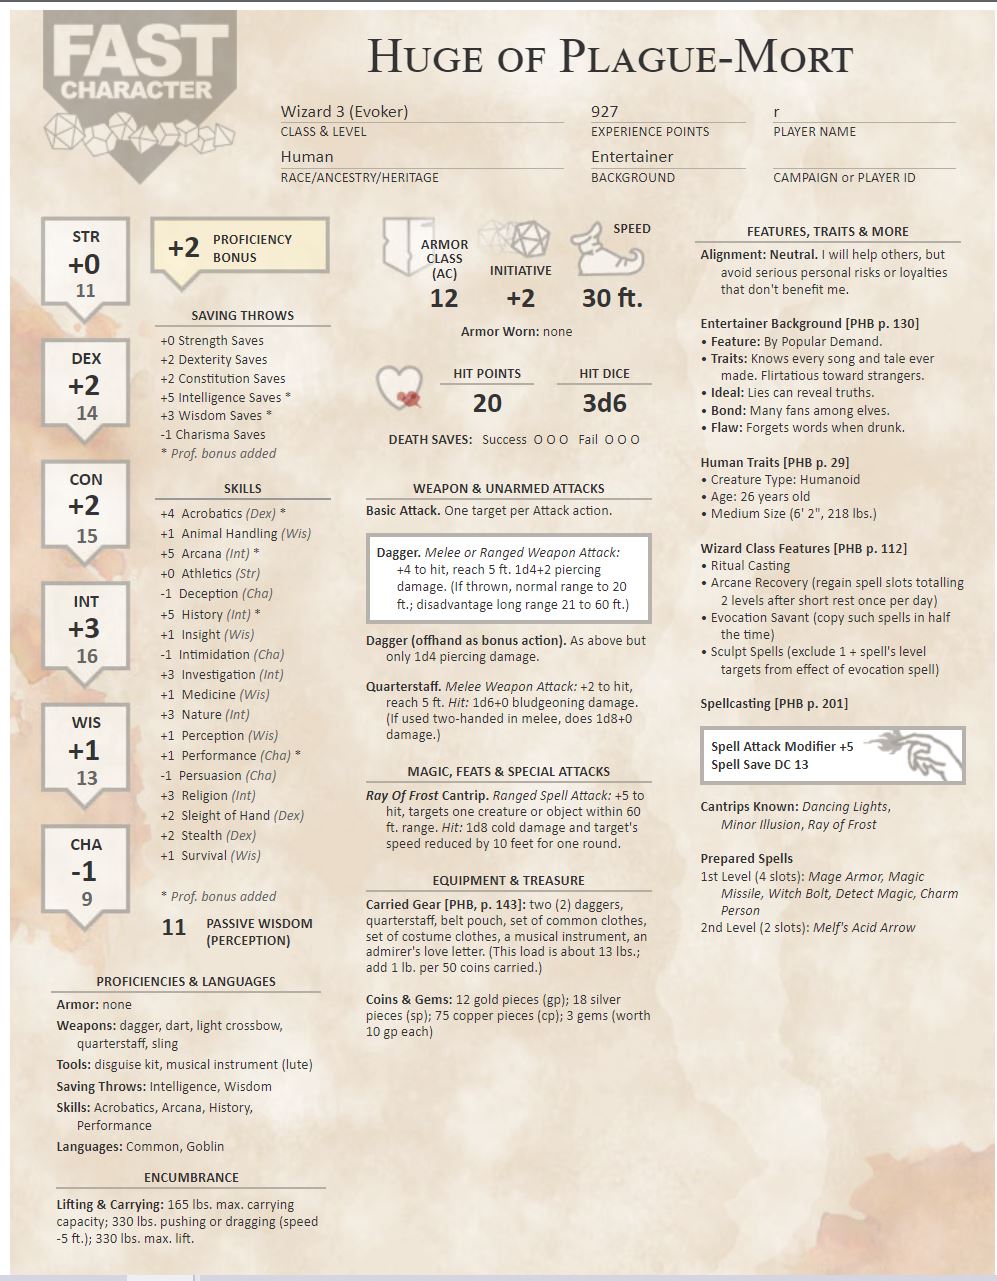 FAST
CHARACTER
HUGE OF PLAGUE-MORT
Wizard 3 (Evoker)
CLASS & LEVEL
927
EXPERIENCE POINTS
r
PLAYER NAME
Human
RACE/ANCESTRY/HERITAGE
Entertainer
BACKGROUND
CAMPAIGN or PLAYER ID
STR
+0
11
DEX
+2
14
CON
+2
15
INT
+3
16
WIS
+1
13
CHA
-1
9
+2 PROFICIENCY
BONUS
SAVING THROWS
+0 Strength Saves
+2 Dexterity Saves
+2 Constitution Saves
+5 Intelligence Saves *
+3 Wisdom Saves *
-1 Charisma Saves
* Prof. bonus added
SKILLS
+4 Acrobatics (Dex) *
+1 Animal Handling (Wis)
+5 Arcana (Int) *
+0 Athletics (Str)
-1 Deception (Cha)
+5 History (Int) *
+1 Insight (Wis)
-1 Intimidation (Cha)
+3 Investigation (Int)
+1 Medicine (Wis)
+3 Nature (Int)
+1 Perception (Wis)
+1 Performance (Cha) *
-1 Persuasion (Cha)
+3 Religion (Int)
+2 Sleight of Hand (Dex)
+2 Stealth (Dex)
+1 Survival (Wis)
* Prof. bonus added
11 PASSIVE WISDOM
(PERCEPTION)
PROFICIENCIES & LANGUAGES
Armor: none
Weapons: dagger, dart, light crossbow,
quarterstaff, sling
Tools: disguise kit, musical instrument (lute)
Saving Throws: Intelligence, Wisdom
Skills: Acrobatics, Arcana, History,
Performance
Languages: Common, Goblin
ENCUMBRANCE
Lifting & Carrying: 165 lbs. max. carrying
capacity; 330 lbs. pushing or dragging (speed
-5 ft.); 330 lbs. max. lift.
ARMOR
CLASS
(AC)
12
INITIATIVE
+2
SPEED
30 ft.
Armor Worn: none
HIT POINTS
20
HIT DICE
3d6
DEATH SAVES: Success O O O Fail O O O
WEAPON & UNARMED ATTACKS
Basic Attack. One target per Attack action.
Dagger. Melee or Ranged Weapon Attack:
+4 to hit, reach 5 ft. 1d4+2 piercing
damage. (If thrown, normal range to 20
ft.; disadvantage long range 21 to 60 ft.)
Dagger (offhand as bonus action). As above but
only 1d4 piercing damage.
Quarterstaff. Melee Weapon Attack: +2 to hit,
reach 5 ft. Hit: 1d6+0 bludgeoning damage.
(If used two-handed in melee, does 1d8+0
damage.)
MAGIC, FEATS & SPECIAL ATTACKS
Ray Of Frost Cantrip. Ranged Spell Attack: +5 to
hit, targets one creature or object within 60
ft. range. Hit: 1d8 cold damage and target's
speed reduced by 10 feet for one round.
EQUIPMENT & TREASURE
Carried Gear [PHB, p. 143]: two (2) daggers,
quarterstaff, belt pouch, set of common clothes,
set of costume clothes, a musical instrument, an
admirer's love letter. (This load is about 13 lbs.;
add 1 lb. per 50 coins carried.)
Coins & Gems: 12 gold pieces (gp); 18 silver
pieces (sp); 75 copper pieces (cp); 3 gems (worth
10 gp each)
FEATURES, TRAITS & MORE
Alignment: Neutral. I will help others, but
avoid serious personal risks or loyalties
that don't benefit me.
Entertainer Background [PHB p. 130]
• Feature: By Popular Demand.
• Traits: Knows every song and tale ever
made. Flirtatious toward strangers.
• Ideal: Lies can reveal truths.
• Bond: Many fans among elves.
• Flaw: Forgets words when drunk.
Human Traits [PHB p. 29]
• Creature Type: Humanoid
• Age: 26 years old
• Medium Size (6' 2", 218 lbs.)
Wizard Class Features [PHB p. 112]
• Ritual Casting
• Arcane Recovery (regain spell slots totalling
2 levels after short rest once per day)
• Evocation Savant (copy such spells in half
the time)
• Sculpt Spells (exclude 1 + spell's level
targets from effect of evocation spell)
Spellcasting [PHB p. 201]
Spell Attack Modifier +5
Spell Save DC 13
Cantrips Known: Dancing Lights,
Minor Illusion, Ray of Frost
Prepared Spells
1st Level (4 slots): Mage Armor, Magic
Missile, Witch Bolt, Detect Magic, Charm
Person
2nd Level (2 slots): Melf's Acid Arrow